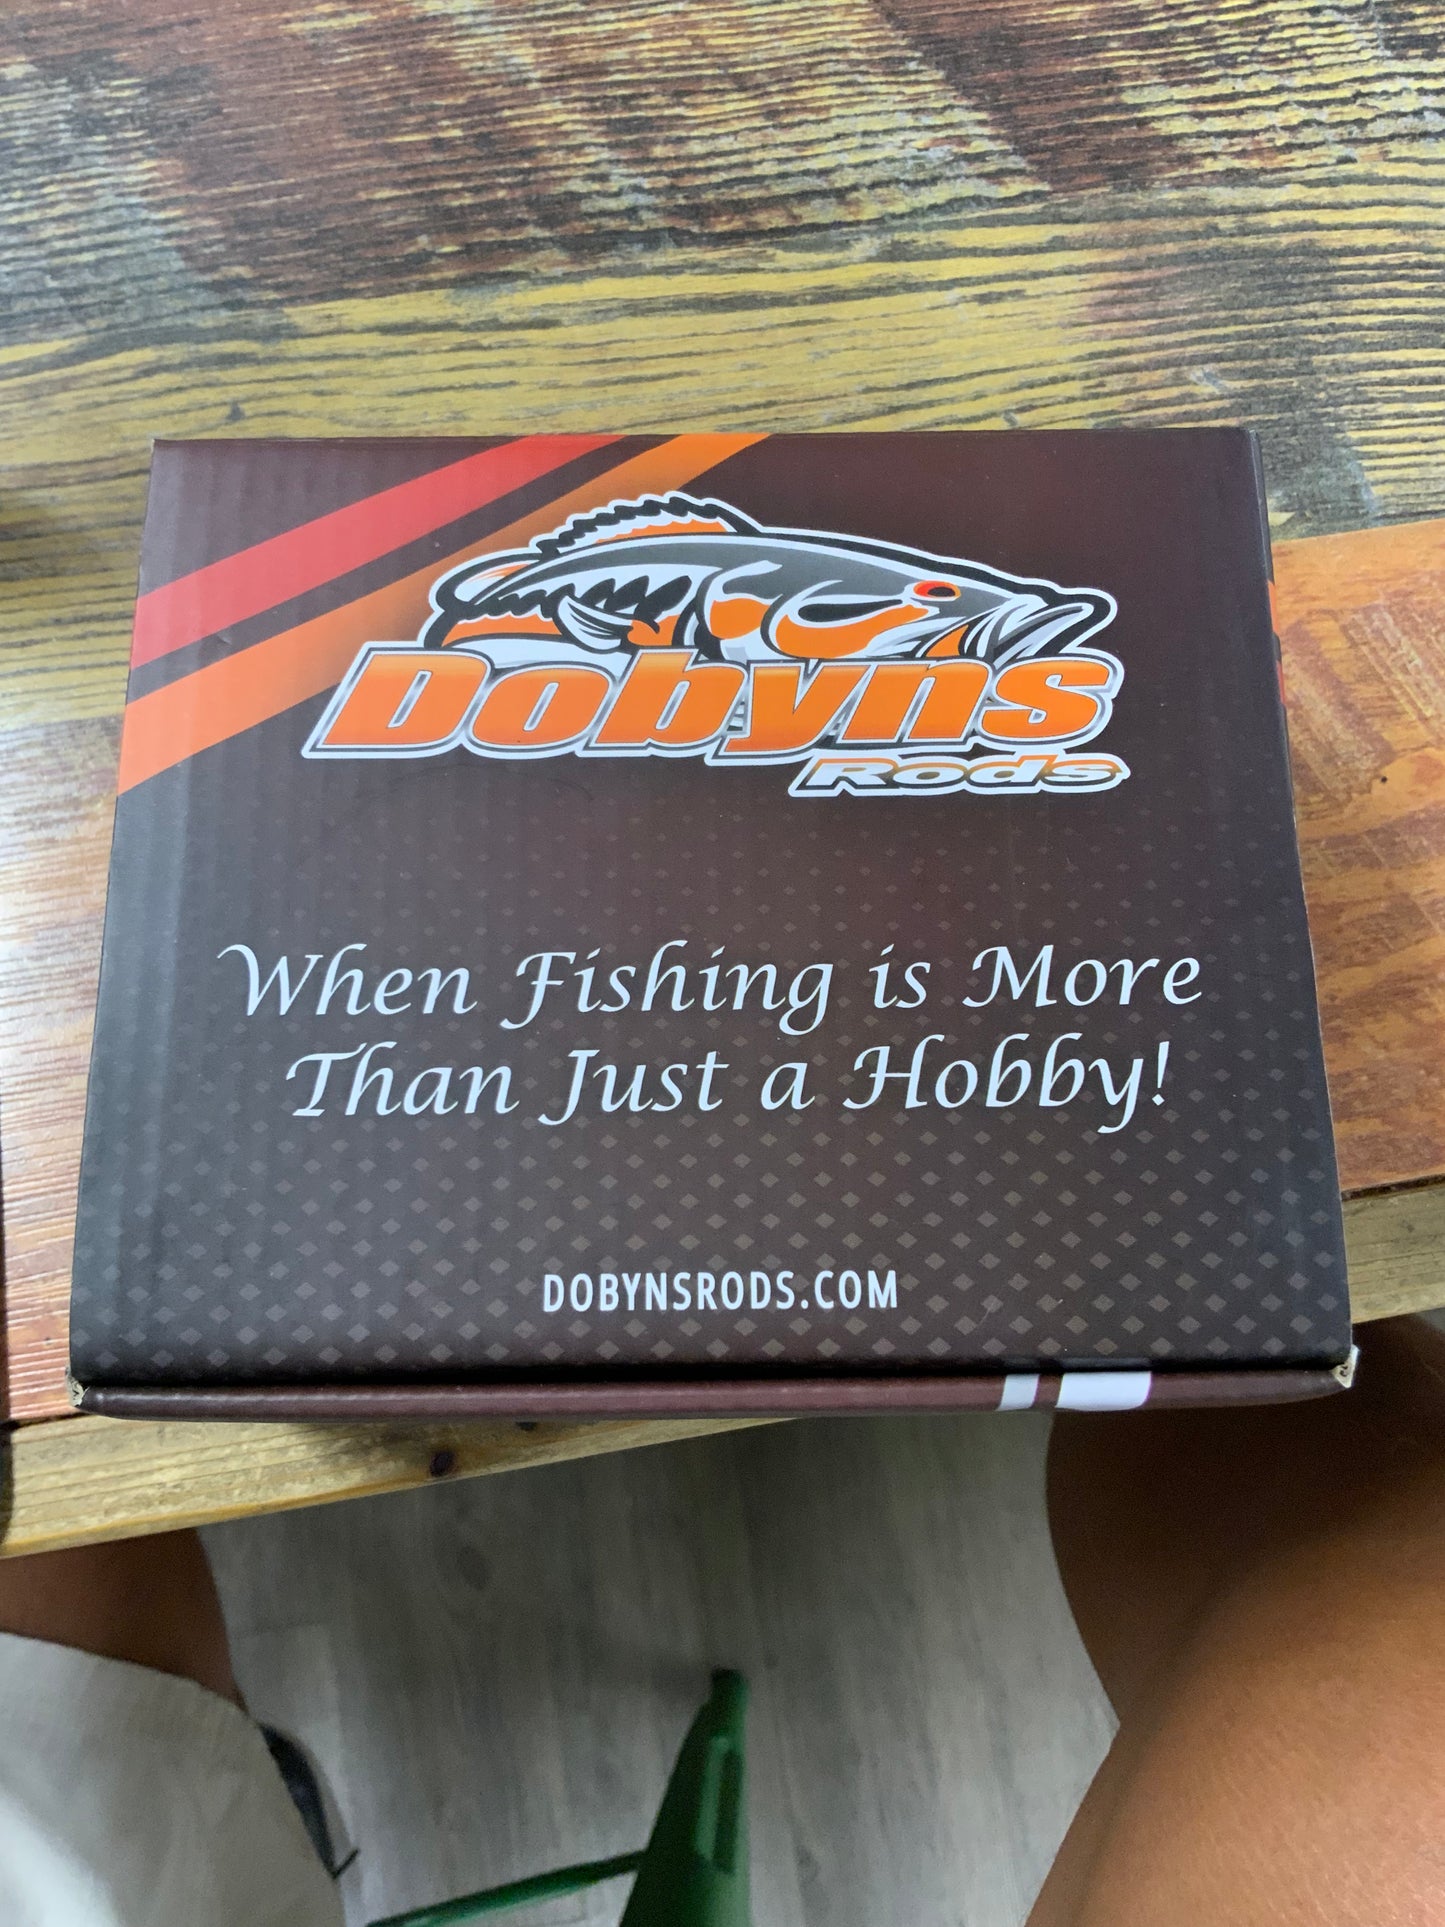 Dobyns
Rods
When Fishing is More
Than Just a Hobby!
DOBYNSRODS.COM